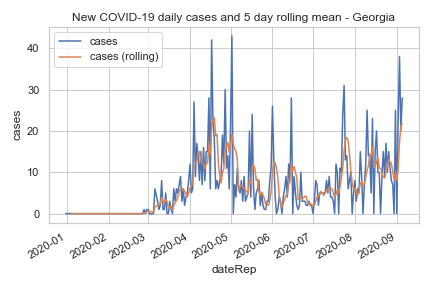 New COVID-19 daily cases and 5 day rolling mean - Georgia
cases
cases (rolling)
cases
40
30
20
10
0
2020-01
2020-02
2020-03
2020-04
2020-05
2020-06
2020-07
2020-08
2020-09
dateRep